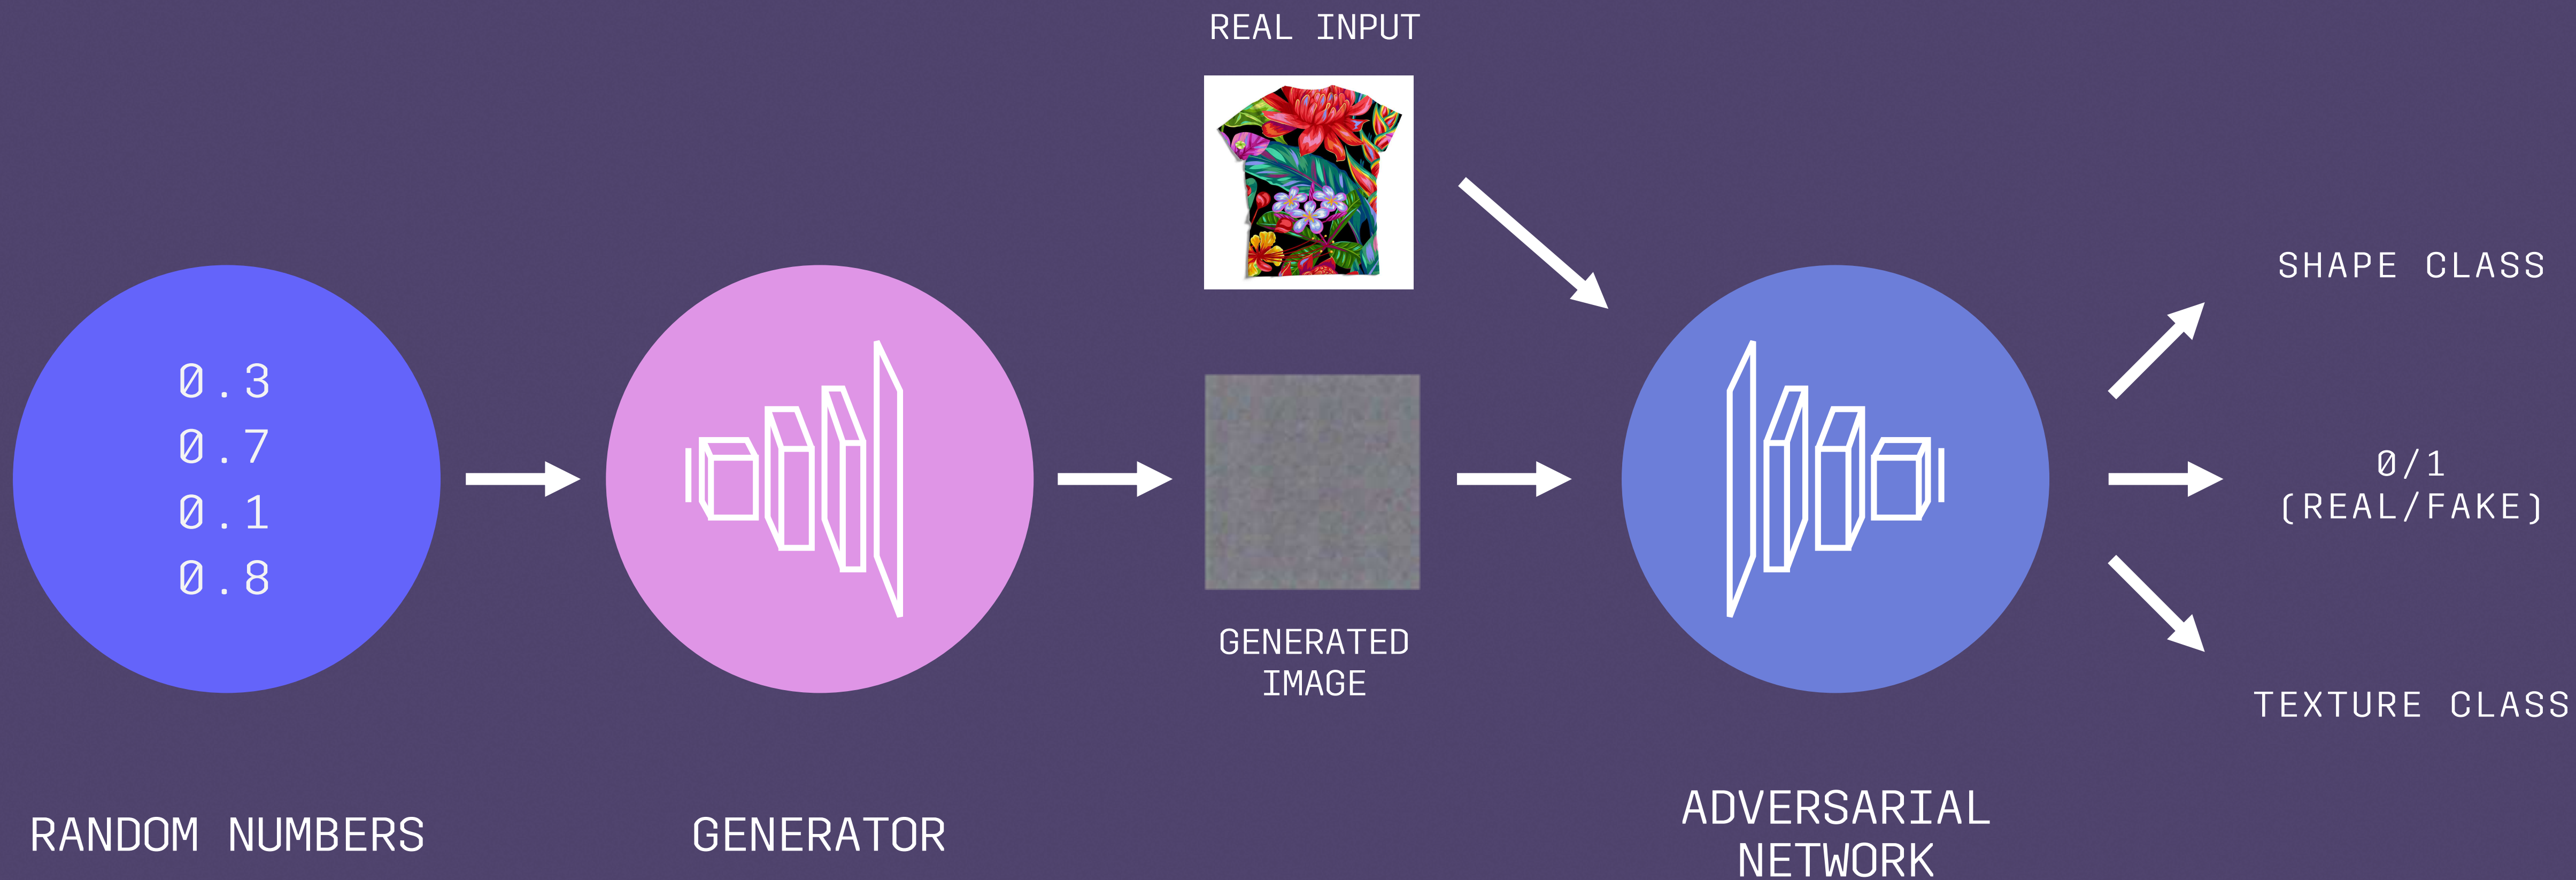 REAL INPUT
0.3
0.7
0.1
0.8
GENERATED
IMAGE
SHAPE CLASS
0/1
(REAL/FAKE)
TEXTURE CLASS
RANDOM NUMBERS
GENERATOR
ADVERSARIAL
NETWORK